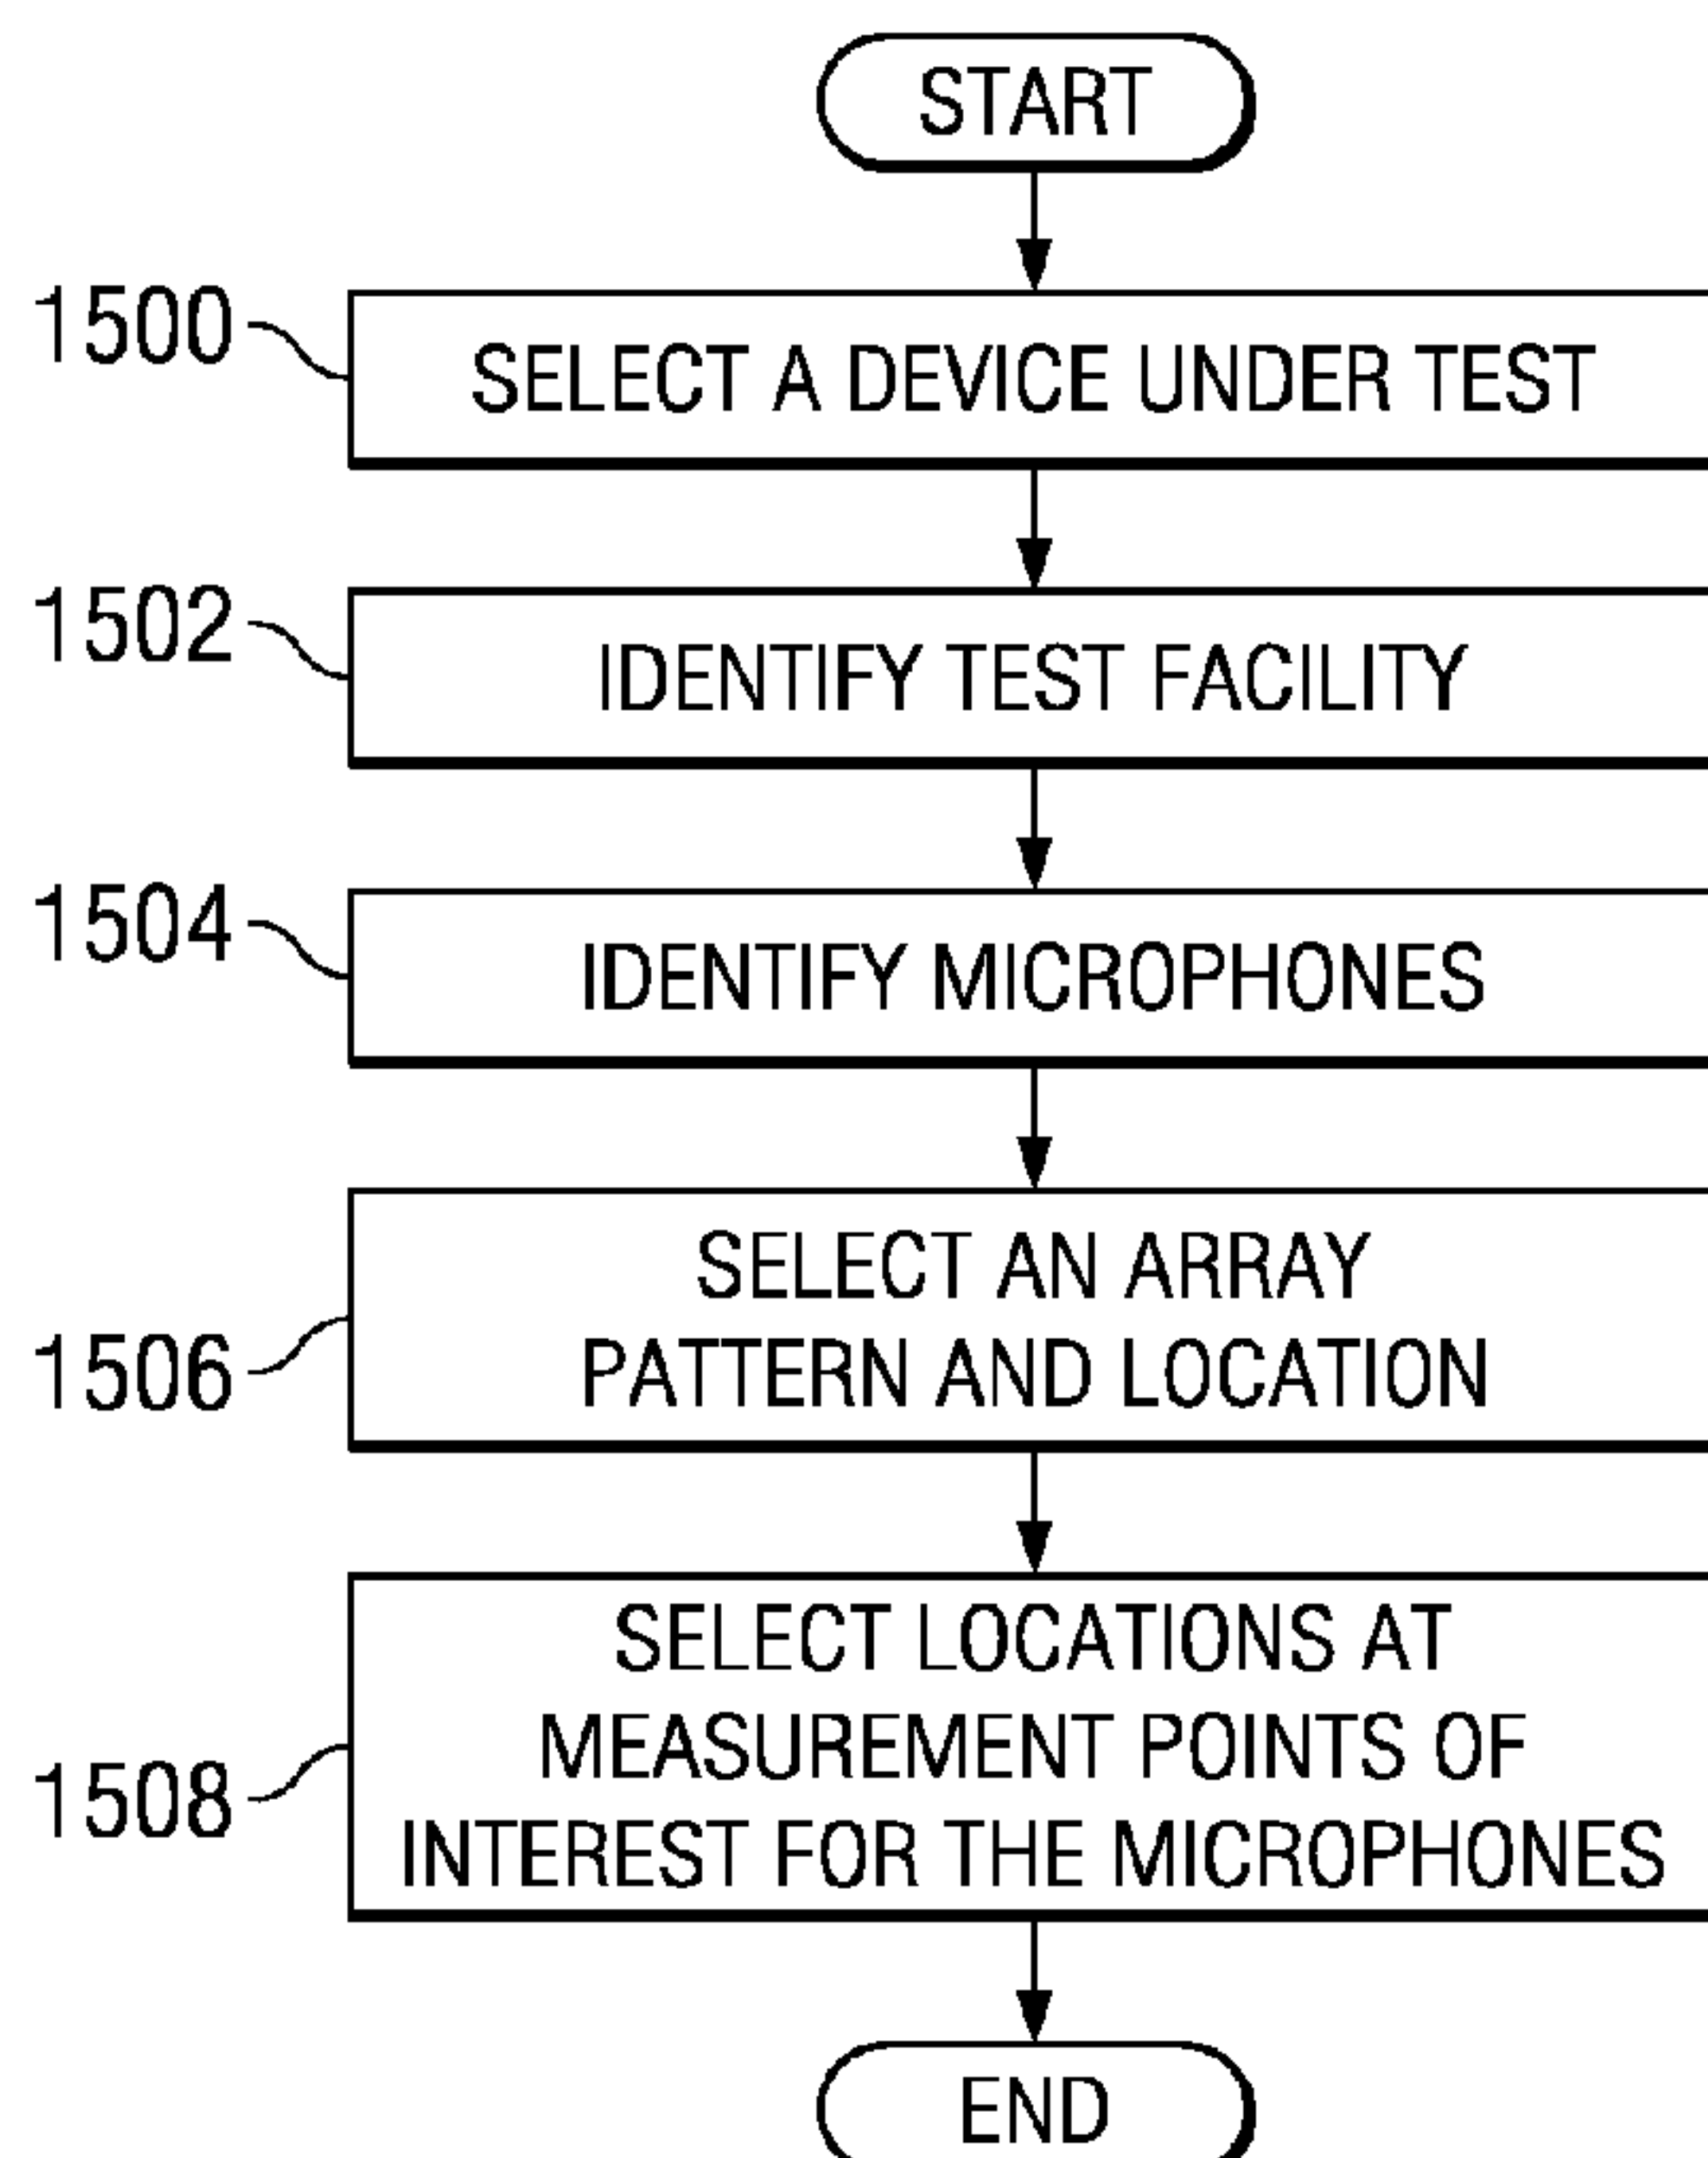 START
1500
SELECT A DEVICE UNDER TEST
1502
IDENTIFY TEST FACILITY
1504
IDENTIFY MICROPHONES
1506
SELECT AN ARRAY
PATTERN AND LOCATION
1508
SELECT LOCATIONS AT
MEASUREMENT POINTS OF
INTEREST FOR THE MICROPHONES
END